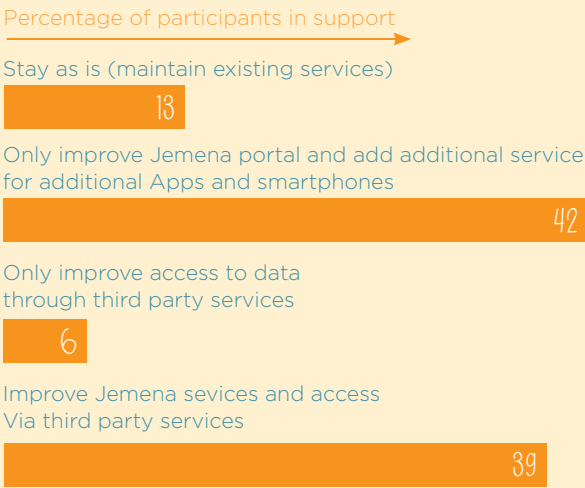 Percentage of participants in support
Stay as is (maintain existing services)
13
Only improve Jemena portal and add additional service
for additional Apps and smartphones
42
Only improve access to data
through third party services
6
Improve Jemena sevices and access
Via third party services
39